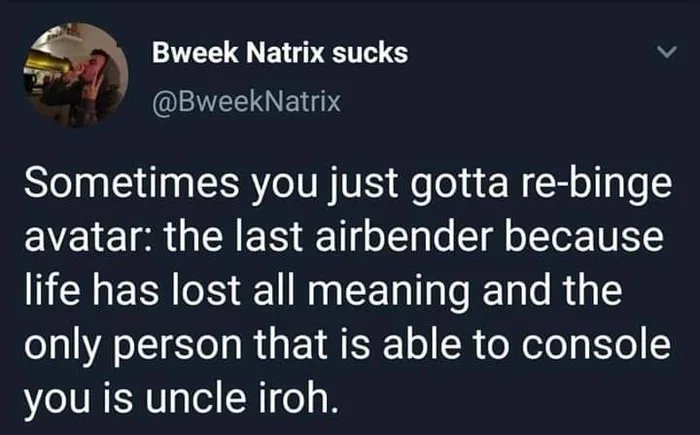 Bweek Natrix sucks
@BweekNatrix
Sometimes you just gotta re-binge
avatar: the last airbender because
life has lost all meaning and the
only person that is able to console
you is uncle iroh.